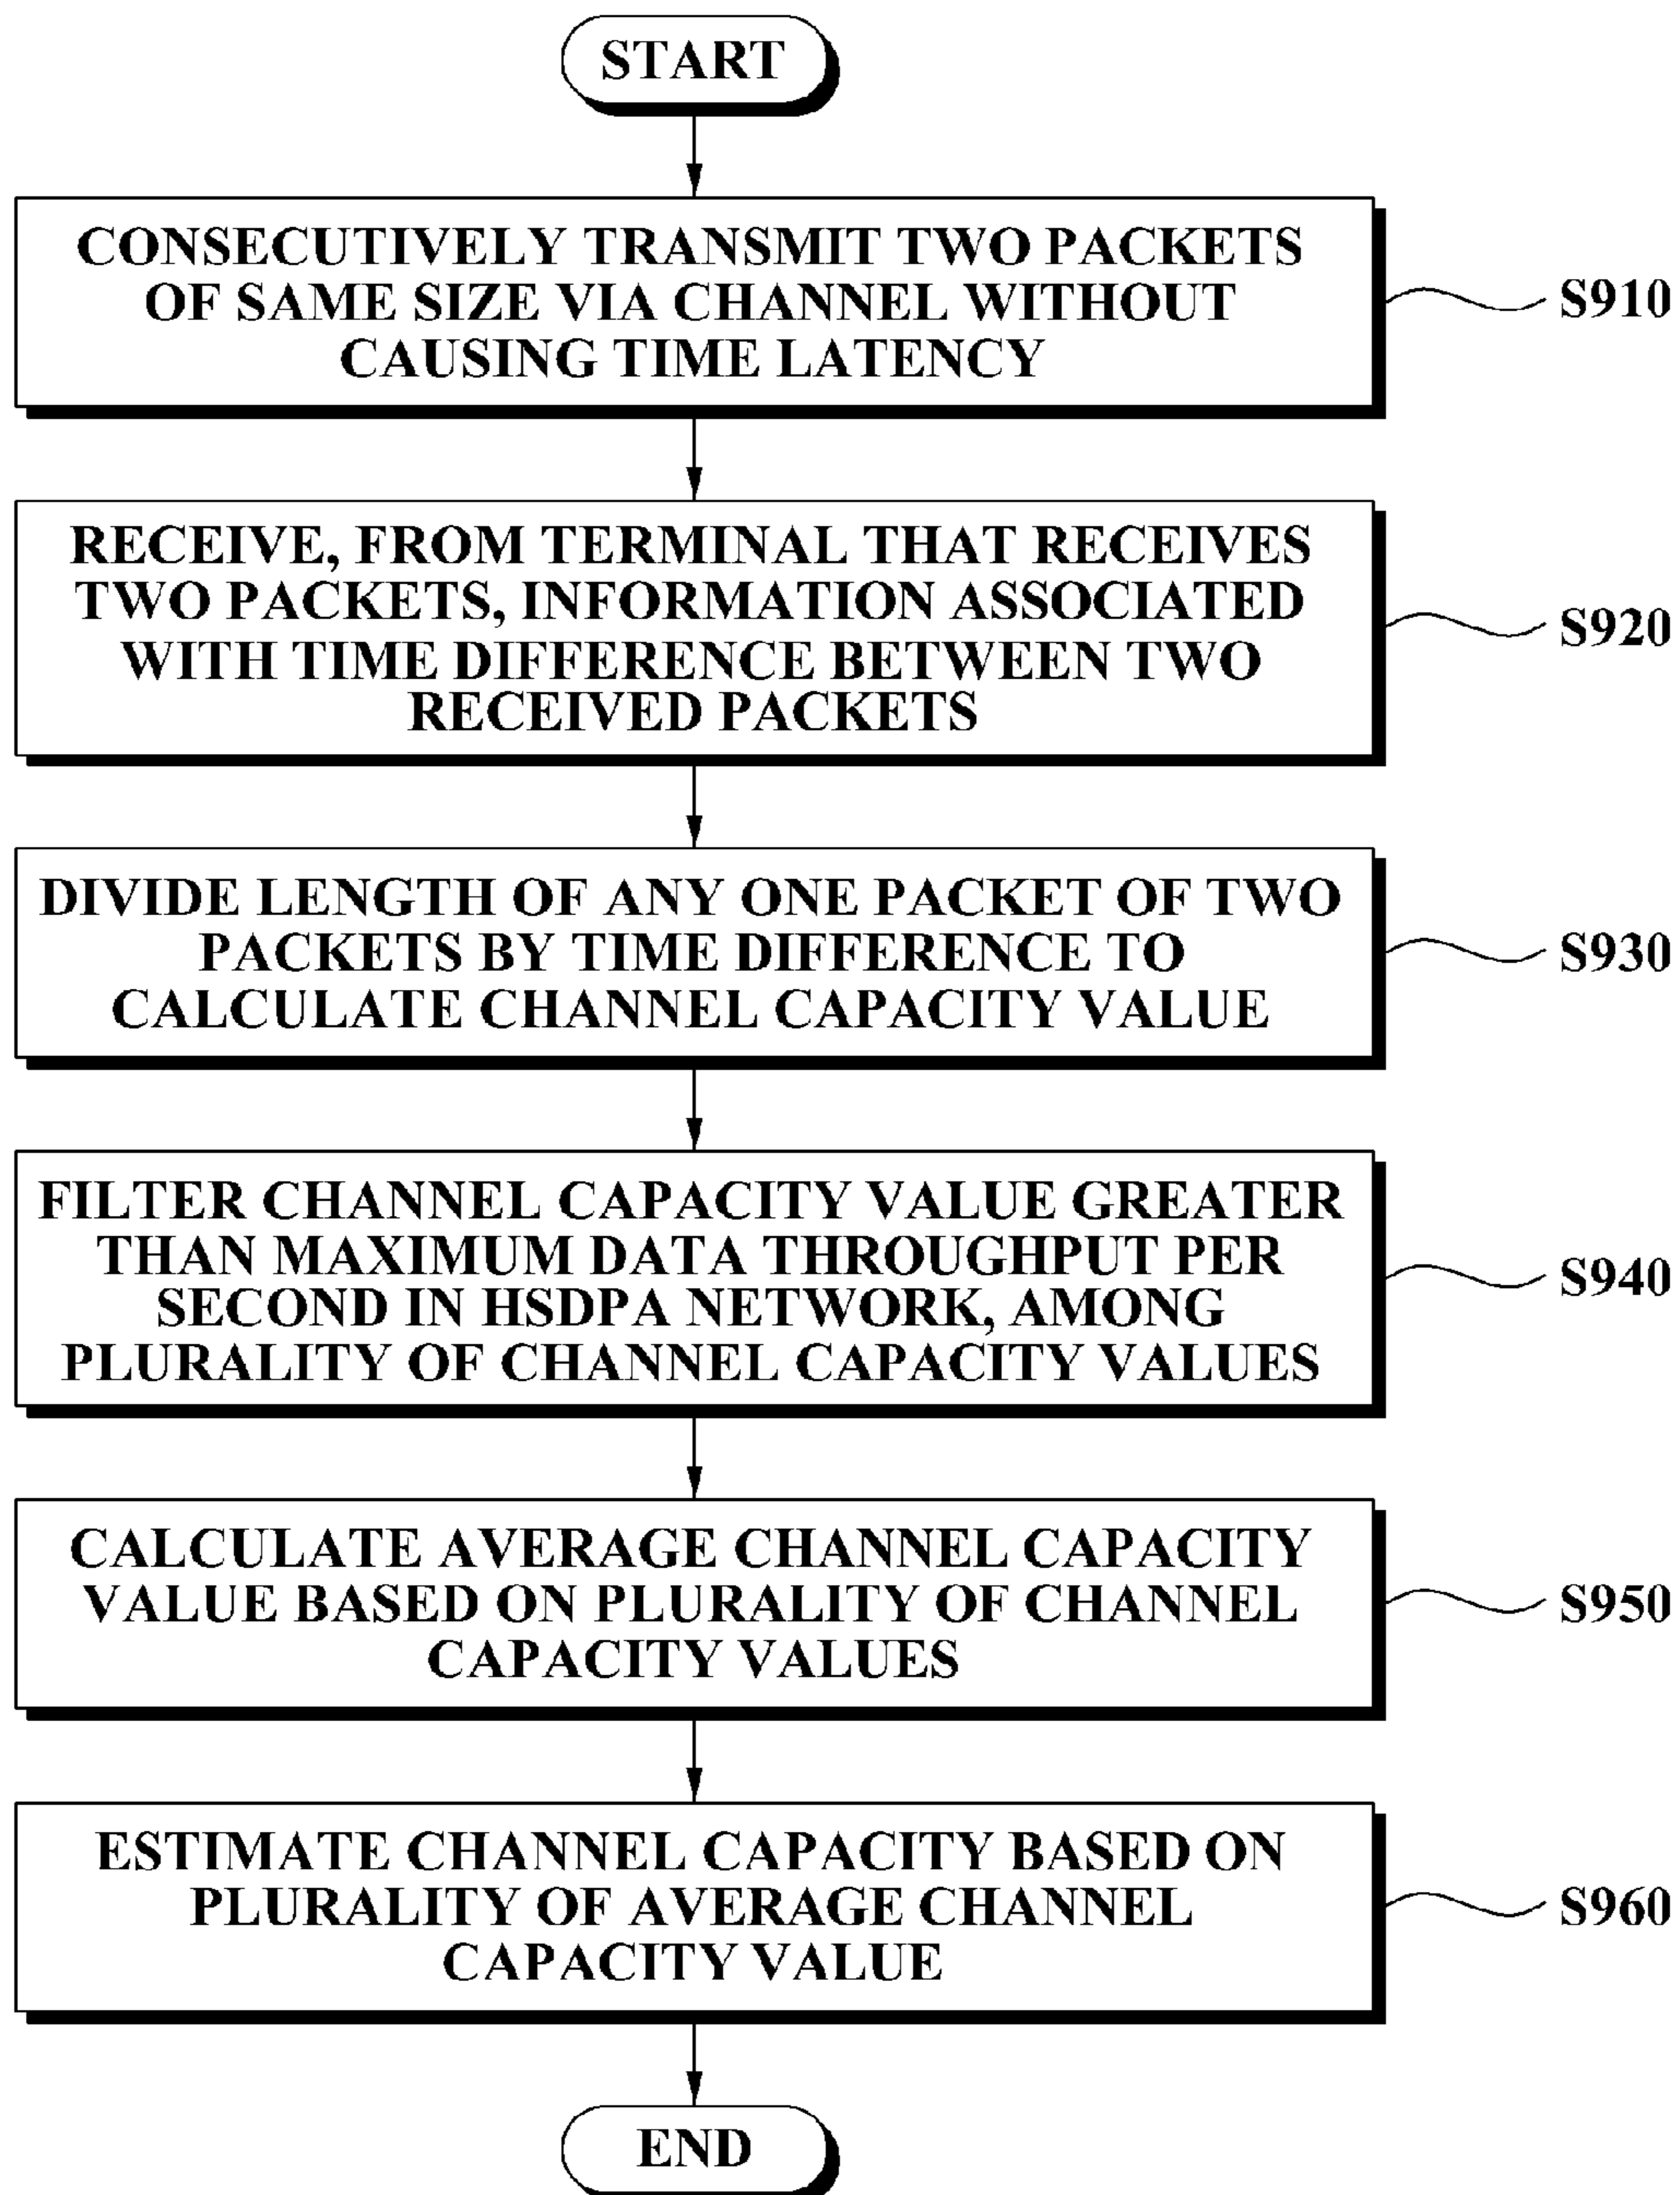 START
CONSECUTIVELY TRANSMIT TWO PACKETS
OF SAME SIZE VIA CHANNEL WITHOUT
CAUSING TIME LATENCY
S910
RECEIVE, FROM TERMINAL THAT RECEIVES
TWO PACKETS, INFORMATION ASSOCIATED
WITH TIME DIFFERENCE BETWEEN TWO
RECEIVED PACKETS
S920
DIVIDE LENGTH OF ANY ONE PACKET OF TWO
PACKETS BY TIME DIFFERENCE TO
CALCULATE CHANNEL CAPACITY VALUE
S930
FILTER CHANNEL CAPACITY VALUE GREATER
THAN MAXIMUM DATA THROUGHPUT PER
SECOND IN HSDPA NETWORK, AMONG
PLURALITY OF CHANNEL CAPACITY VALUES
S940
CALCULATE AVERAGE CHANNEL CAPACITY
VALUE BASED ON PLURALITY OF CHANNEL
CAPACITY VALUES
S950
ESTIMATE CHANNEL CAPACITY BASED ON
PLURALITY OF AVERAGE CHANNEL
CAPACITY VALUE
S960
END